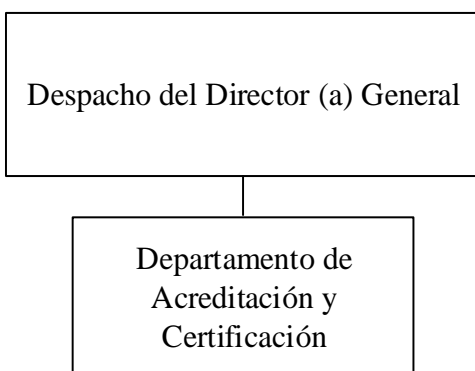 Despacho del Director (a) General
Departamento de
Acreditación y
Certificación